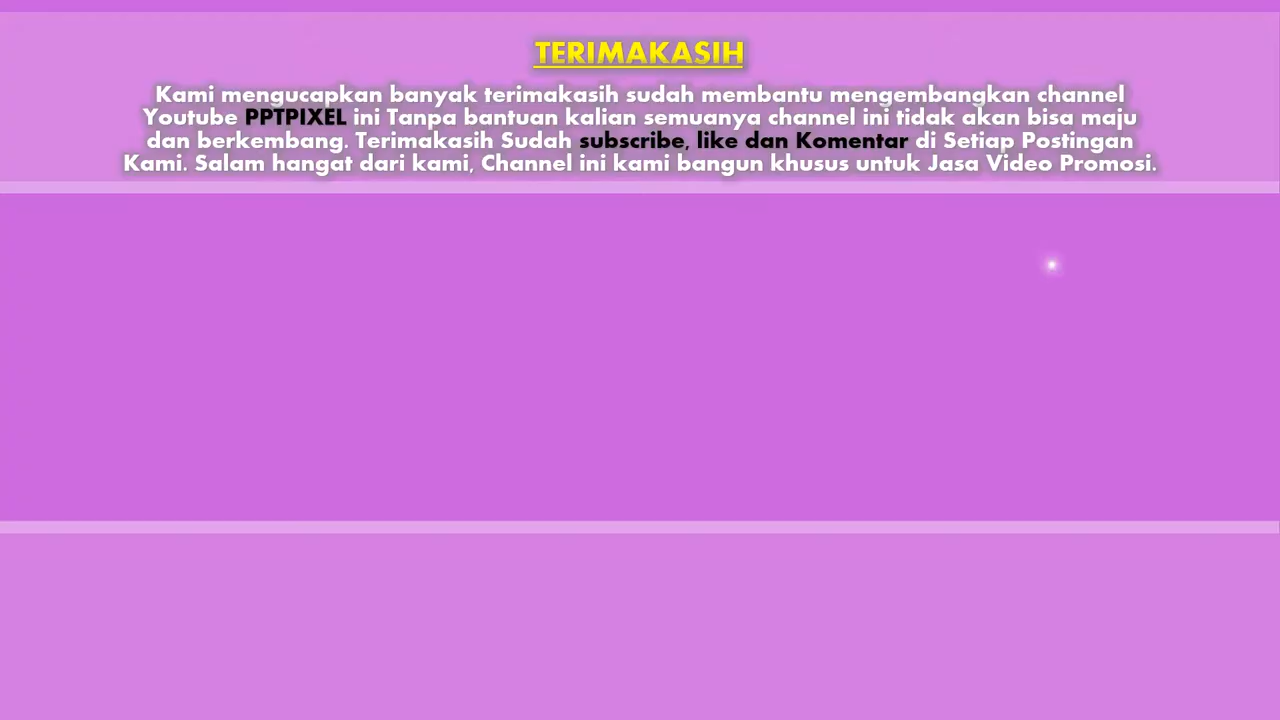 TERIMAKASIH
Kami mengucapkan banyak terimakasih sudah membantu mengembangkan channel
Youtube PPTPIXEL ini Tanpa bantuan kalian semuanya channel ini tidak akan bisa maju
dan berkembang. Terimakasih Sudah subscribe, like dan Komentar di Setiap Postingan
Kami. Salam hangat dari kami, Channel ini kami bangun khusus untuk Jasa Video Promosi.